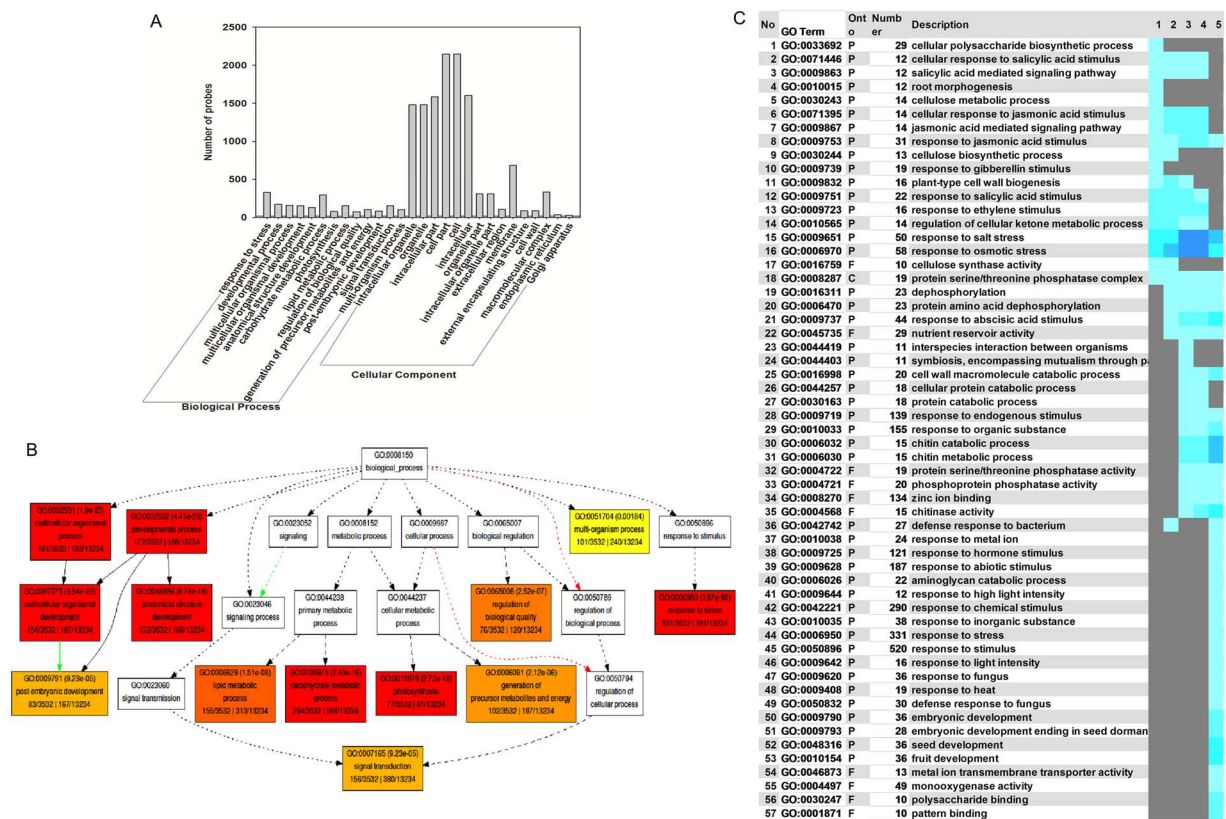 A
Number of probes
2500
2000
1500
1000
500
0
response to stress
developmental process
multicellular organismal process
multicellular organismal development
anatomical structure development
carbohydrate metabolic process
photosynthesis
lipid metabolic process
regulation of biological quality
generation of precursor metabolites and energy
post-embryonic development
signal transduction
multi-organism process
intracellular organelle
organelle
intracellular part
cell part
cell
intracellular
organelle part
intracellular organelle part
extracellular region
membrane
external encapsulating structure
cell wall
macromolecular complex
endoplasmic reticulum
Golgi apparatus
Biological Process
Cellular Component
B
GO:0008150
biological_process
GO:0032501 (1.9e-23)
multicellular organismal
process
191/3532 | 193/13234
GO:0032502 (4.41e-25)
developmental process
GO:0023052
signaling
GO:0008152
metabolic process
GO:0009987
cellular process
GO:0065007
biological regulation
GO:0051704 (0.00184)
multi-organism process
101/3532 | 240/13234
GO:0050896
response to stimulus
GO:0007275 (3.94e-22)
multicellular organismal
development
154/3532 | 167/13234
anatomical structure
development
GO:0023046
signaling process
GO:0044238
primary metabolic
process
GO:0044237
cellular metabolic
process
GO:0065008 (2.52e-07)
regulation of
biological quality
76/3532 | 120/13234
GO:0050789
regulation of
biological process
GO:0006950 (3.57e-50)
response to stress
GO:0009791 (9.23e-05)
post-embryonic development
83/3532 | 167/13234
GO:0023060
signal transmission
GO:0006629 (1.51e-08)
lipid metabolic
process
155/3532 | 313/13234
GO:0005975 (2.43e-16)
carbohydrate metabolic
process
GO:0015979 (2.72e-13)
photosynthesis
77/3532 | 91/13234
GO:0006091 (2.12e-06)
generation of
precursor metabolites and energy
102/3532 | 197/13234
GO:0050794
regulation of
cellular process
GO:0007165 (9.23e-05)
signal transduction
156/3532 | 380/13234
C
No GO Term Ont o Numb er Description 1 2 3 4 5
1 GO:0033692 P 29 cellular polysaccharide biosynthetic process
2 GO:0071446 P 12 cellular response to salicylic acid stimulus
3 GO:0009863 P 12 salicylic acid mediated signaling pathway
4 GO:0010015 P 12 root morphogenesis
5 GO:0030243 P 14 cellulose metabolic process
6 GO:0071395 P 14 cellular response to jasmonic acid stimulus
7 GO:0009867 P 14 jasmonic acid mediated signaling pathway
8 GO:0009753 P 31 response to jasmonic acid stimulus
9 GO:0030244 P 13 cellulose biosynthetic process
10 GO:0009739 P 19 response to gibberellin stimulus
11 GO:0009832 P 16 plant-type cell wall biogenesis
12 GO:0009751 P 22 response to salicylic acid stimulus
13 GO:0009723 P 16 response to ethylene stimulus
14 GO:0010565 P 14 regulation of cellular ketone metabolic process
15 GO:0009651 P 50 response to salt stress
16 GO:0006970 P 58 response to osmotic stress
17 GO:0016759 F 10 cellulose synthase activity
18 GO:0008287 C 19 protein serine/threonine phosphatase complex
19 GO:0016311 P 23 dephosphorylation
20 GO:0006470 P 23 protein amino acid dephosphorylation
21 GO:0009737 P 44 response to abscisic acid stimulus
22 GO:0045735 F 29 nutrient reservoir activity
23 GO:0044419 P 11 interspecies interaction between organisms
24 GO:0044403 P 11 symbiosis, encompassing mutualism through pa
25 GO:0016998 P 20 cell wall macromolecule catabolic process
26 GO:0044257 P 18 cellular protein catabolic process
27 GO:0030163 P 18 protein catabolic process
28 GO:0009719 P 139 response to endogenous stimulus
29 GO:0010033 P 155 response to organic substance
30 GO:0006032 P 15 chitin catabolic process
31 GO:0006030 P 15 chitin metabolic process
32 GO:0004722 F 19 protein serine/threonine phosphatase activity
33 GO:0004721 F 20 phosphoprotein phosphatase activity
34 GO:0008270 F 134 zinc ion binding
35 GO:0004568 F 15 chitinase activity
36 GO:0042742 P 27 defense response to bacterium
37 GO:0010038 P 24 response to metal ion
38 GO:0009725 P 121 response to hormone stimulus
39 GO:0009628 P 187 response to abiotic stimulus
40 GO:0006026 P 22 aminoglycan catabolic process
41 GO:0009644 P 12 response to high light intensity
42 GO:0042221 P 290 response to chemical stimulus
43 GO:0010035 P 38 response to inorganic substance
44 GO:0006950 P 331 response to stress
45 GO:0050896 P 520 response to stimulus
46 GO:0009642 P 16 response to light intensity
47 GO:0009620 P 36 response to fungus
48 GO:0009408 P 19 response to heat
49 GO:0050832 P 30 defense response to fungus
50 GO:0009790 P 36 embryonic development
51 GO:0009793 P 28 embryonic development ending in seed dorman
52 GO:0048316 P 36 seed development
53 GO:0010154 P 36 fruit development
54 GO:0046873 F 13 metal ion transmembrane transporter activity
55 GO:0004497 F 49 monooxygenase activity
56 GO:0030247 F 10 polysaccharide binding
57 GO:0001871 F 10 pattern binding